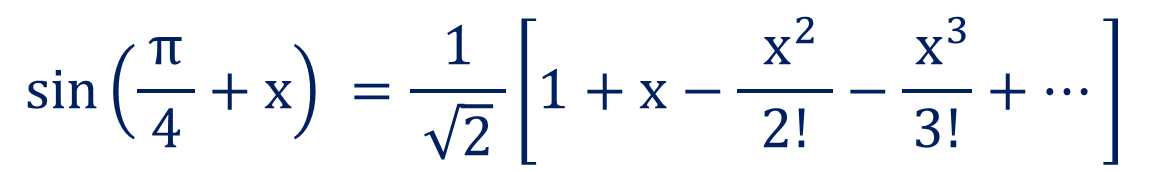 sin(π/4 + x) = 1/√2 [1 + x − x²/2! − x³/3! + ⋯]